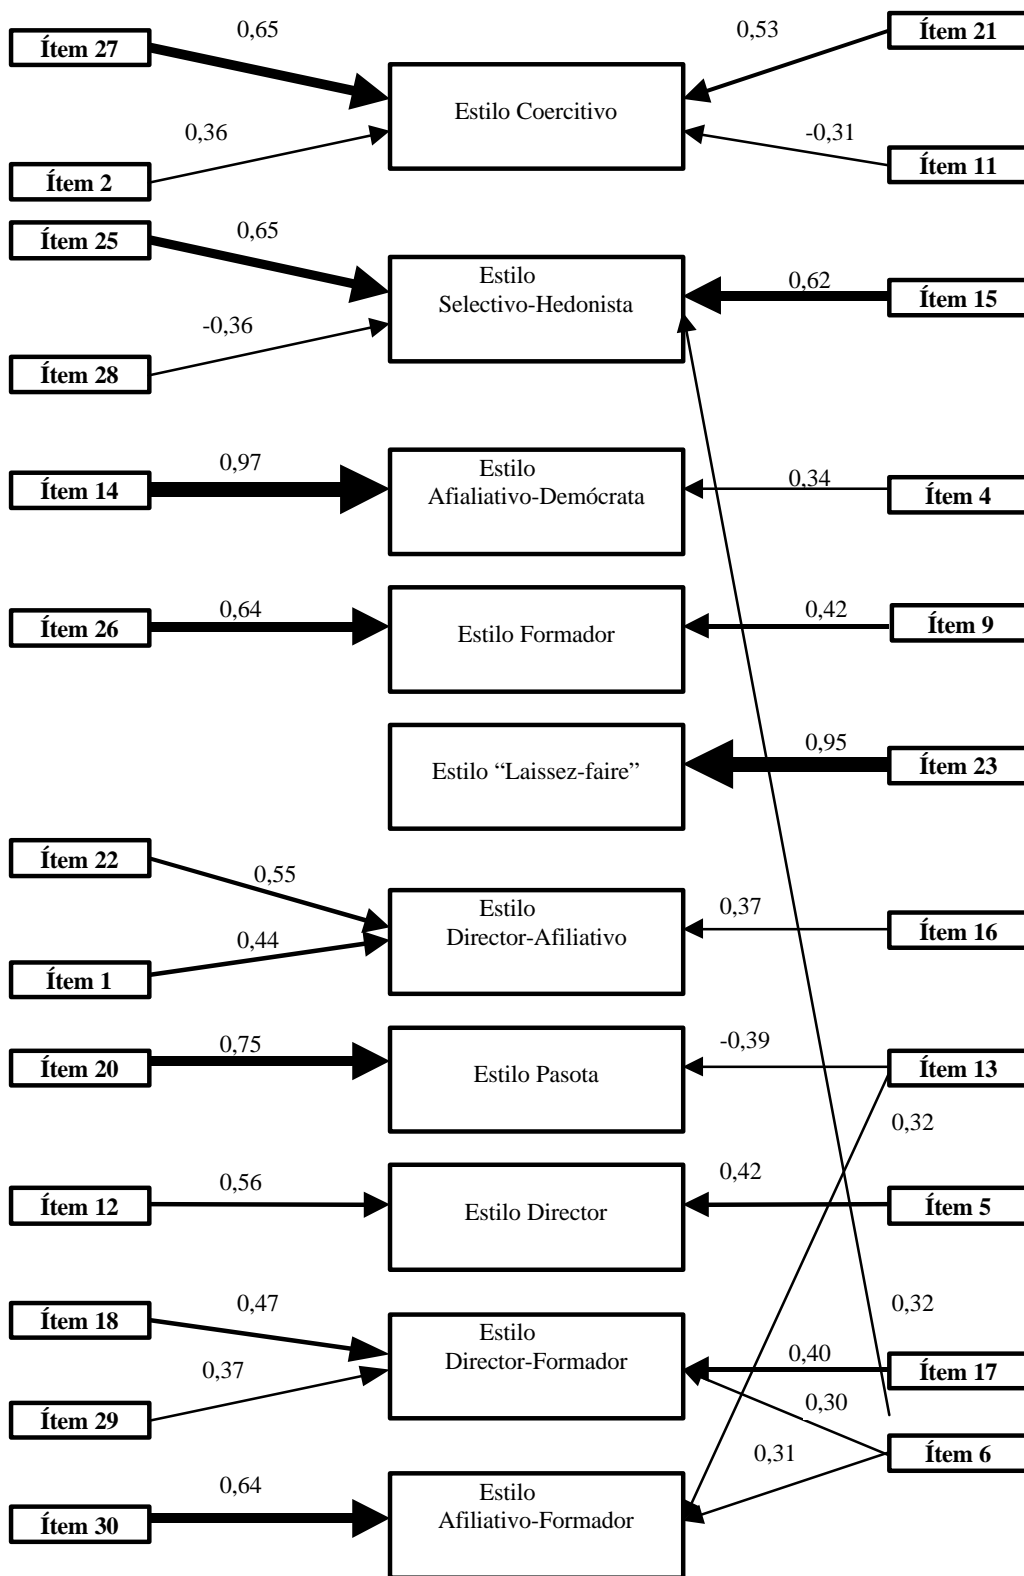 Ítem 27
0,65
0,53
Ítem 21
Estilo Coercitivo
0,36
-0,31
Ítem 2
Ítem 11
Ítem 25
0,65
Estilo
Selectivo-Hedonista
0,62
Ítem 15
-0,36
Ítem 28
Ítem 14
0,97
Estilo
Afialiativo-Demócrata
0,34
Ítem 4
Ítem 26
0,64
Estilo Formador
0,42
Ítem 9
Estilo “Laissez-faire”
0,95
Ítem 23
Ítem 22
0,55
Estilo
Director-Afiliativo
0,37
Ítem 16
0,44
Ítem 1
Ítem 20
0,75
Estilo Pasota
-0,39
Ítem 13
0,32
Ítem 12
0,56
Estilo Director
0,42
Ítem 5
Ítem 18
0,47
Estilo
Director-Formador
0,32
0,40
Ítem 17
0,37
Ítem 29
0,30
0,31
Ítem 6
Ítem 30
0,64
Estilo
Afiliativo-Formador